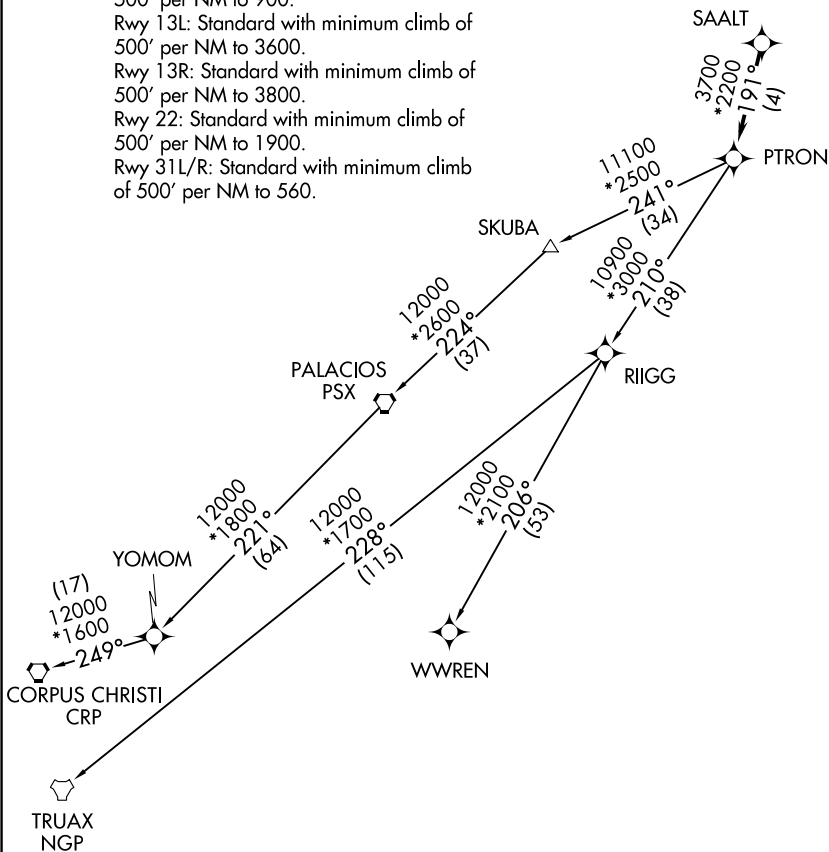 500' per NM to 900.
Rwy 13L: Standard with minimum climb of
500' per NM to 3600.
Rwy 13R: Standard with minimum climb of
500' per NM to 3800.
Rwy 22: Standard with minimum climb of
500' per NM to 1900.
Rwy 31L/R: Standard with minimum climb
of 500' per NM to 560.
SAALT
3700
*2200
191°
(4)
PTRON
11100
*2500
241°
(34)
SKUBA
10900
*3000
210°
(38)
12000
*2600
224°
(37)
RIIGG
PALACIOS
PSX
12000
*2100
206°
(53)
12000
*1800
221°
(64)
12000
*1700
228°
(115)
YOMOM
(17)
12000
*1600
249°
WWREN
CORPUS CHRISTI
CRP
TRUAX
NGP